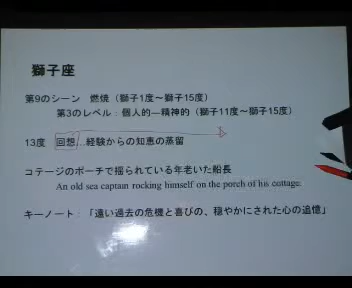 獅子座
第9のシーン 燃焼(獅子1度~獅子15度)
第3のレベル:個人的―精神的(獅子11度~獅子15度)
13度 回想…経験からの知恵の蒸留
コテージのポーチで揺られている年老いた船長
An old sea captain rocking himself on the porch of his cottage.
キーノート:「遠い過去の危機と喜びの、穏やかにされた心の追憶」